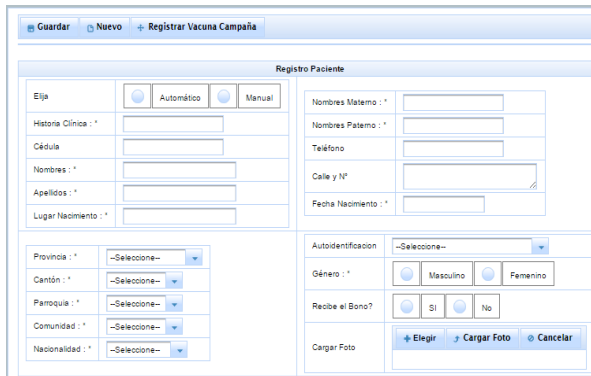 Guardar Nuevo Registrar Vacuna Campaña
Registro Paciente
Elija Automático Manual
Historia Clínica : *
Cédula
Nombres : *
Apellidos : *
Lugar Nacimiento : *
Nombres Materno : *
Nombres Paterno : *
Teléfono
Calle y Nº
Fecha Nacimiento : *
Provincia : * --Seleccione--
Cantón : * --Seleccione--
Parroquia : * --Seleccione--
Comunidad : * --Seleccione--
Nacionalidad : * --Seleccione--
Autoidentificacion --Seleccione--
Género : * Masculino Femenino
Recibe el Bono? SI No
Cargar Foto Elegir Cargar Foto Cancelar